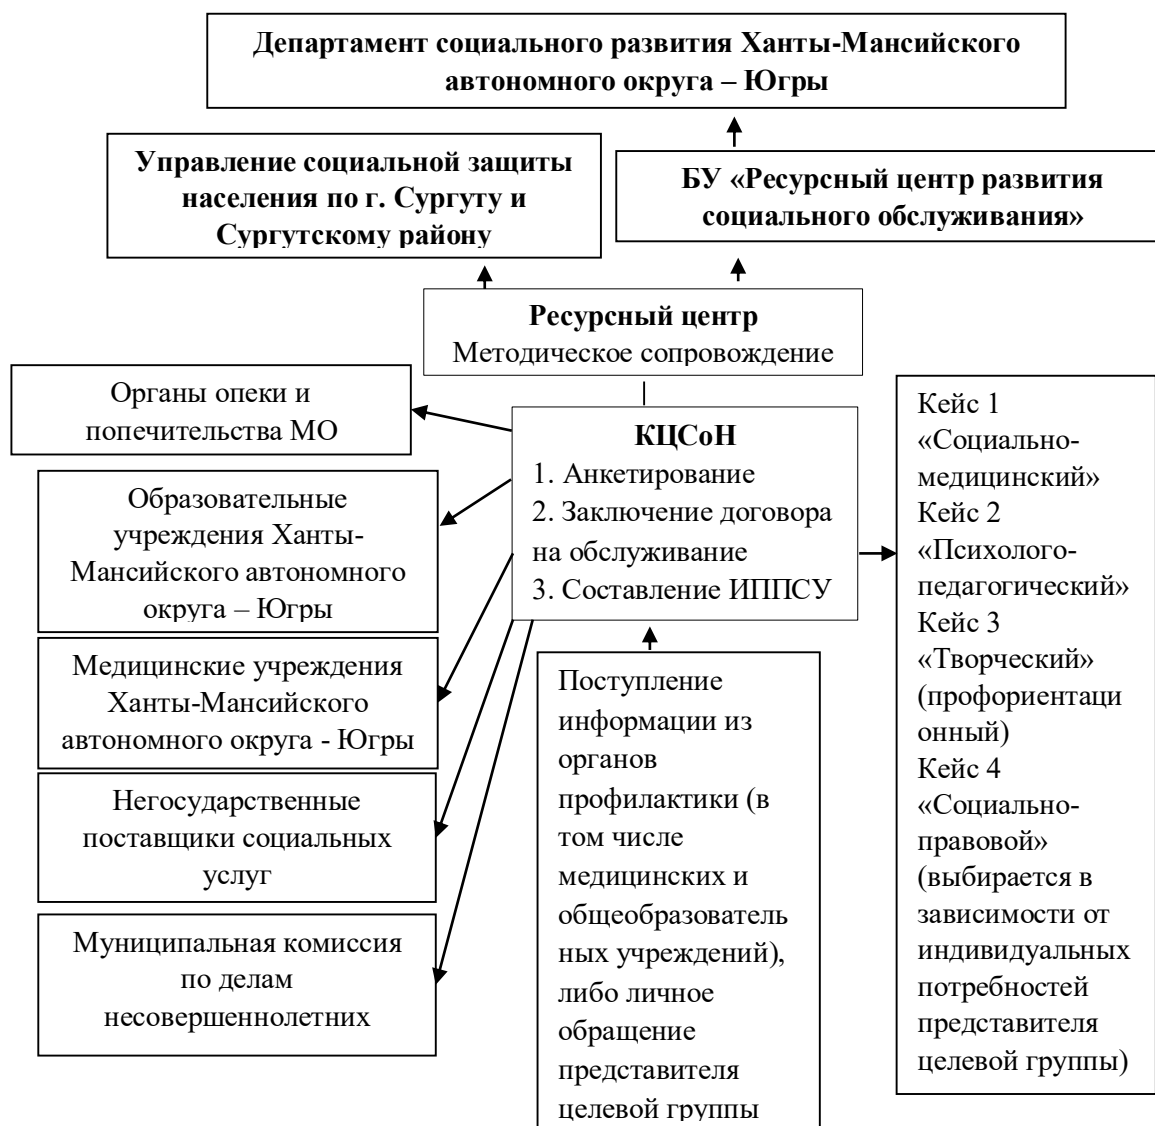 Департамент социального развития Ханты-Мансийского
автономного округа – Югры
Управление социальной защиты
населения по г. Сургуту и
Сургутскому району
БУ «Ресурсный центр развития
социального обслуживания»
Ресурсный центр
Методическое сопровождение
Органы опеки и
попечительства МО
Образовательные
учреждения Ханты-
Мансийского автономного
округа – Югры
Медицинские учреждения
Ханты-Мансийского
автономного округа - Югры
Негосударственные
поставщики социальных
услуг
Муниципальная комиссия
по делам
несовершеннолетних
КЦСоН
1. Анкетирование
2. Заключение договора
на обслуживание
3. Составление ИППСУ
Поступление
информации из
органов
профилактики (в
том числе
медицинских и
общеобразователь
ных учреждений),
либо личное
обращение
представителя
целевой группы
Кейс 1
«Социально-
медицинский»
Кейс 2
«Психолого-
педагогический»
Кейс 3
«Творческий»
(профориентаци
онный)
Кейс 4
«Социально-
правовой»
(выбирается в
зависимости от
индивидуальных
потребностей
представителя
целевой группы)